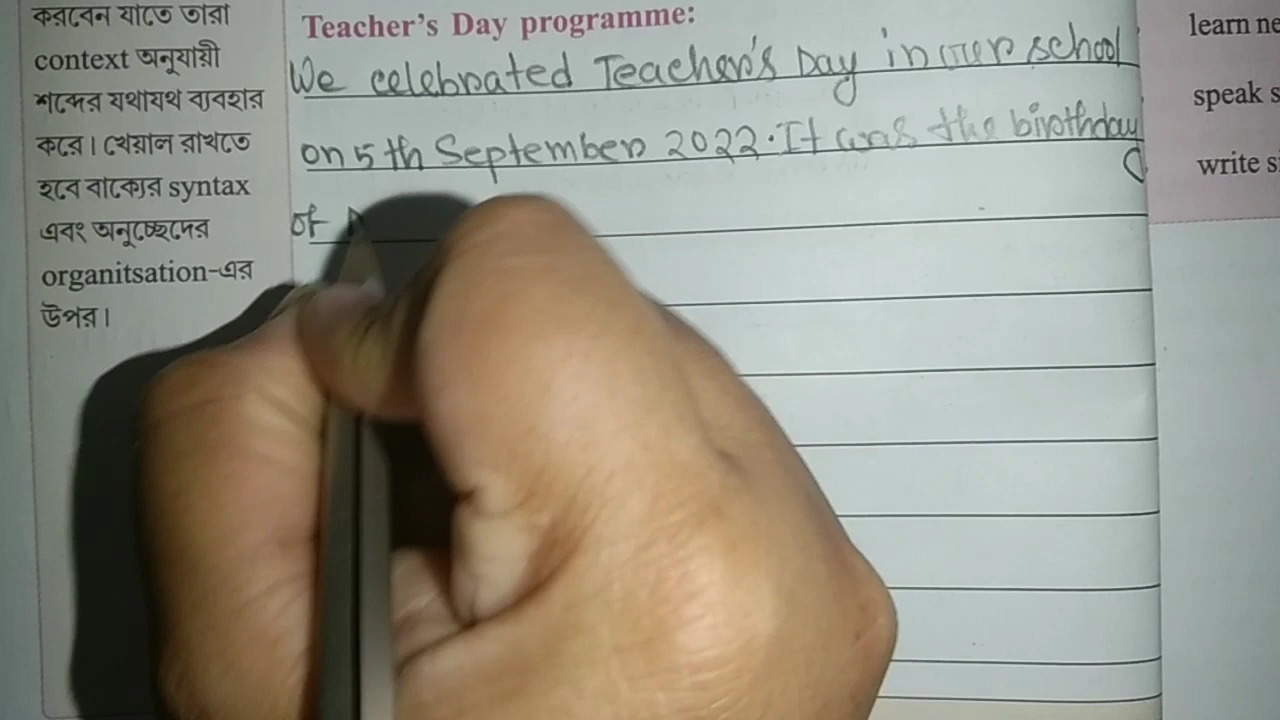 করবেন যাতে তারা
context অনুযায়ী
শব্দের যথাযথ ব্যবহার
করে। খেয়াল রাখতে
হবে বাক্যের syntax
এবং অনুচ্ছেদের
organitsation-এর
উপর।
Teacher's Day programme:
We celebrated Teacher's Day in our school
on 5th September 2022. It was the birthday
of
learn ne
speak s
write si